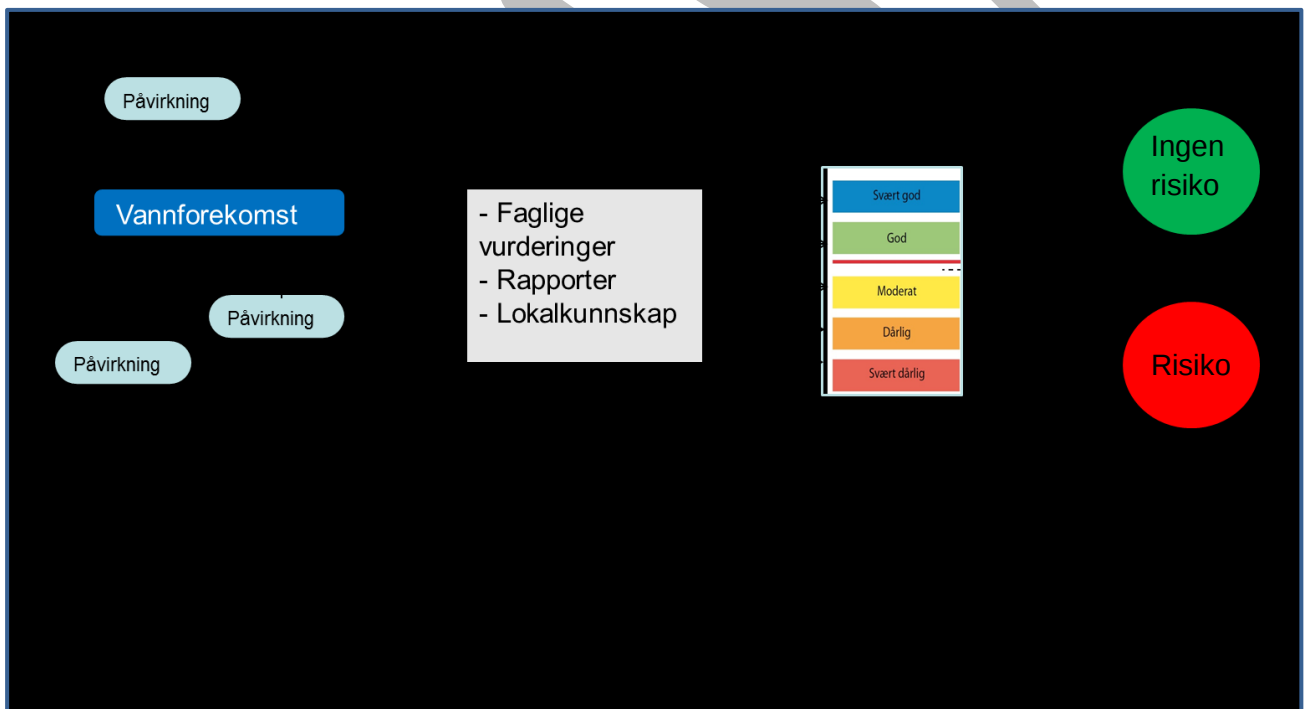 Påvirkning
Vannforekomst
Påvirkning
Påvirkning
- Faglige
vurderinger
- Rapporter
- Lokalkunnskap
Svært god
God
Moderat
Dårlig
Svært dårlig
Ingen
risiko
Risiko